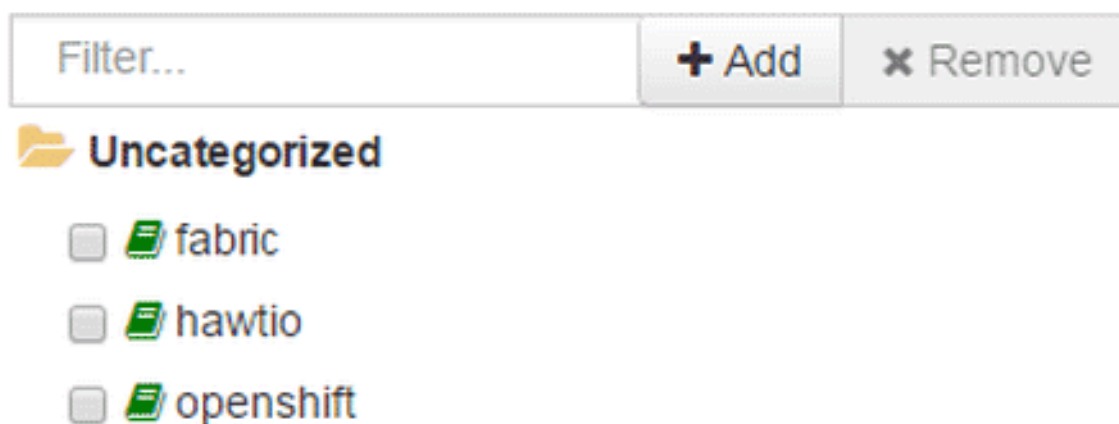 Filter... Add Remove
Uncategorized
fabric
hawtio
openshift